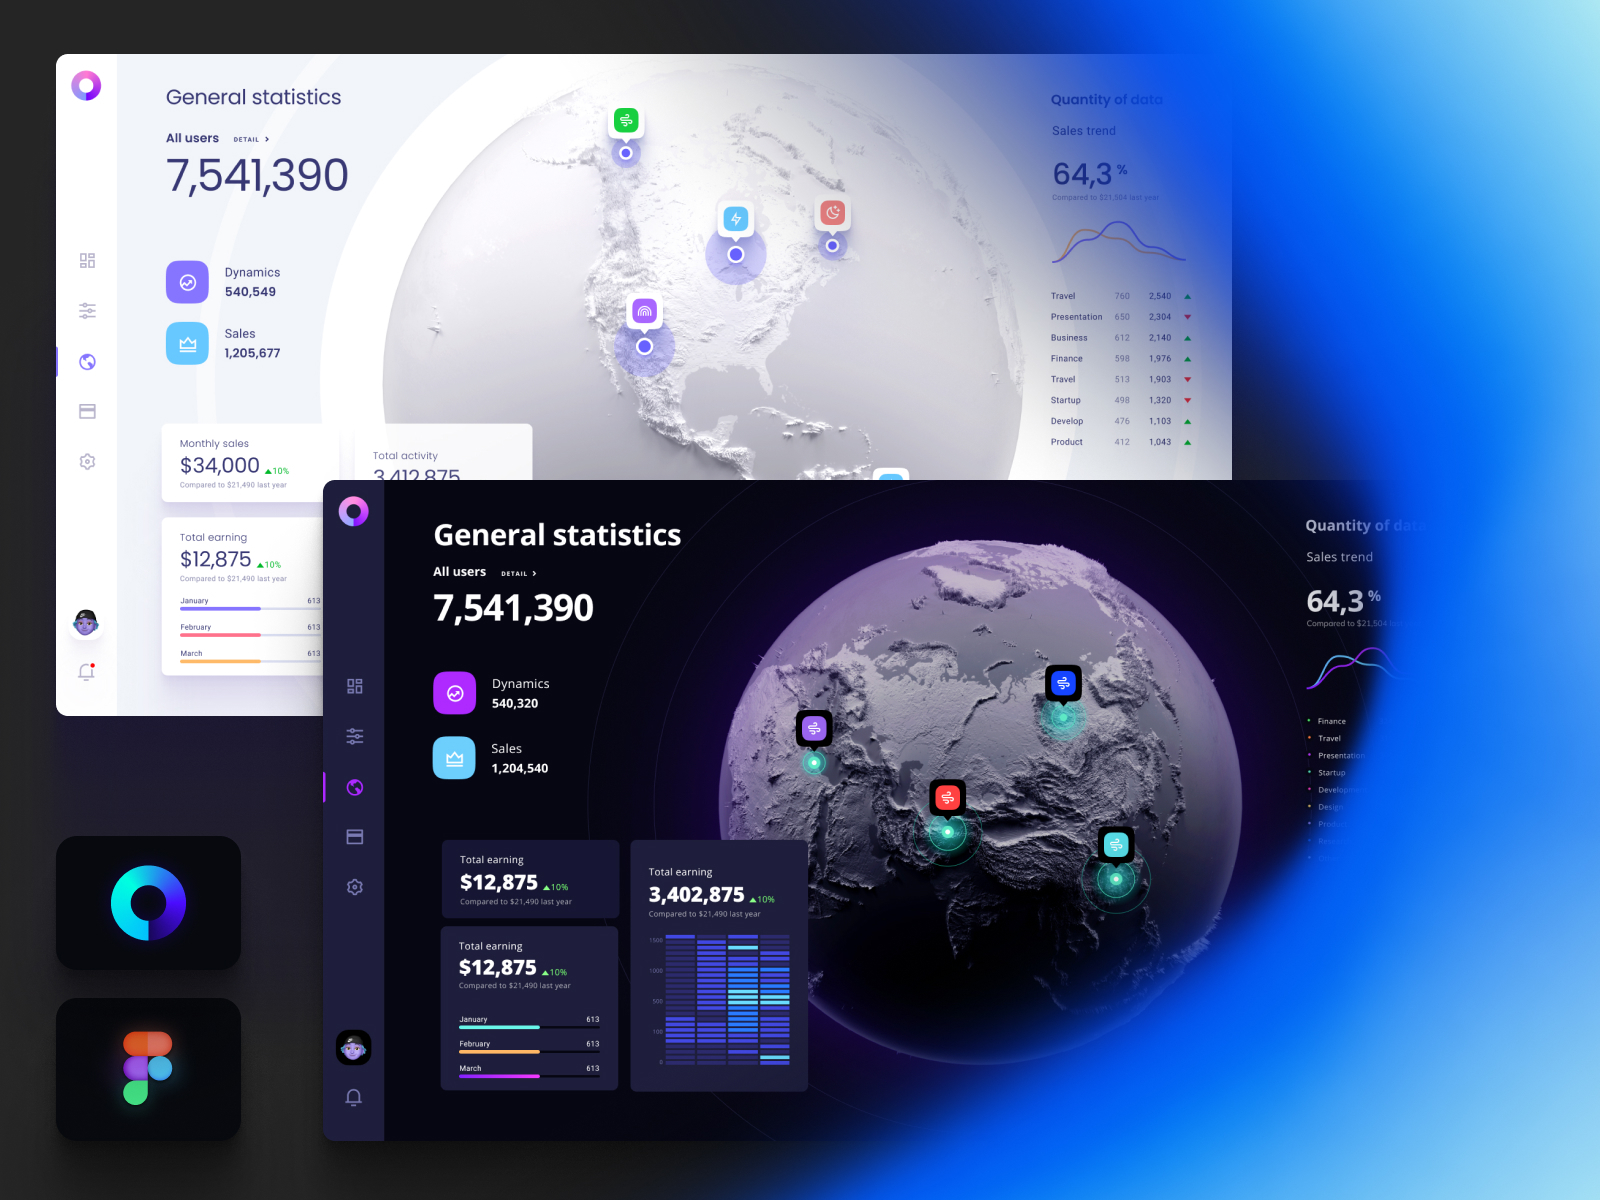 General statistics
All users DETAIL
7,541,390
Dynamics
540,549
Sales
1,205,677
Monthly sales
$34,000 10%
Compared to $21,490 last year
Total activity
3,412,875
Total earning
$12,875 10%
Compared to $21,490 last year
January 613
February 613
March 613
Quantity of data
Sales trend
64,3 %
Compared to $21,504 last year
Travel 760 2,540
Presentation 650 2,304
Business 612 2,140
Finance 598 1,976
Travel 513 1,903
Startup 498 1,320
Develop 476 1,103
Product 412 1,043
General statistics
All users DETAIL
7,541,390
Dynamics
540,320
Sales
1,204,540
Total earning
$12,875 10%
Compared to $21,490 last year
Total earning
$12,875 10%
Compared to $21,490 last year
January 613
February 613
March 613
Total earning
3,402,875 10%
Compared to $21,490 last year
1500
1000
500
100
0
Quantity of data
Sales trend
64,3 %
Compared to $21,504
Finance
Travel
Presentation
Startup
Development
Design